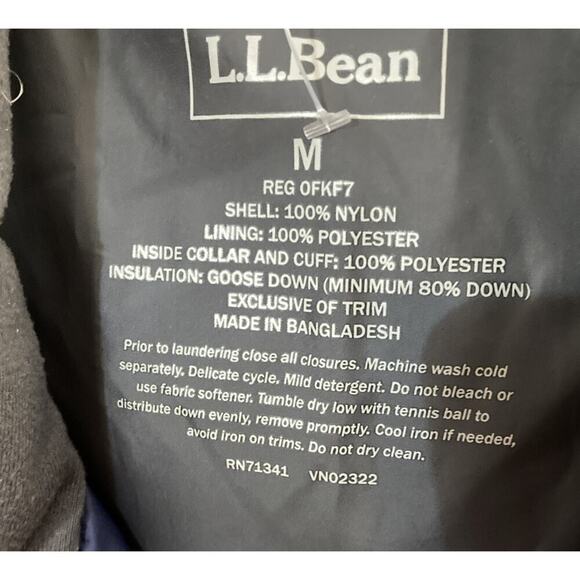 L.L.Bean
M
REG OFKF7
SHELL: 100% NYLON
LINING: 100% POLYESTER
INSIDE COLLAR AND CUFF: 100% POLYESTER
INSULATION: GOOSE DOWN (MINIMUM 80% DOWN)
EXCLUSIVE OF TRIM
MADE IN BANGLADESH
Prior to laundering close all closures. Machine wash cold
separately. Delicate cycle. Mild detergent. Do not bleach or
use fabric softener. Tumble dry low with tennis ball to
distribute down evenly, remove promptly. Cool iron if needed,
avoid iron on trims. Do not dry clean.
RN71341 VN02322